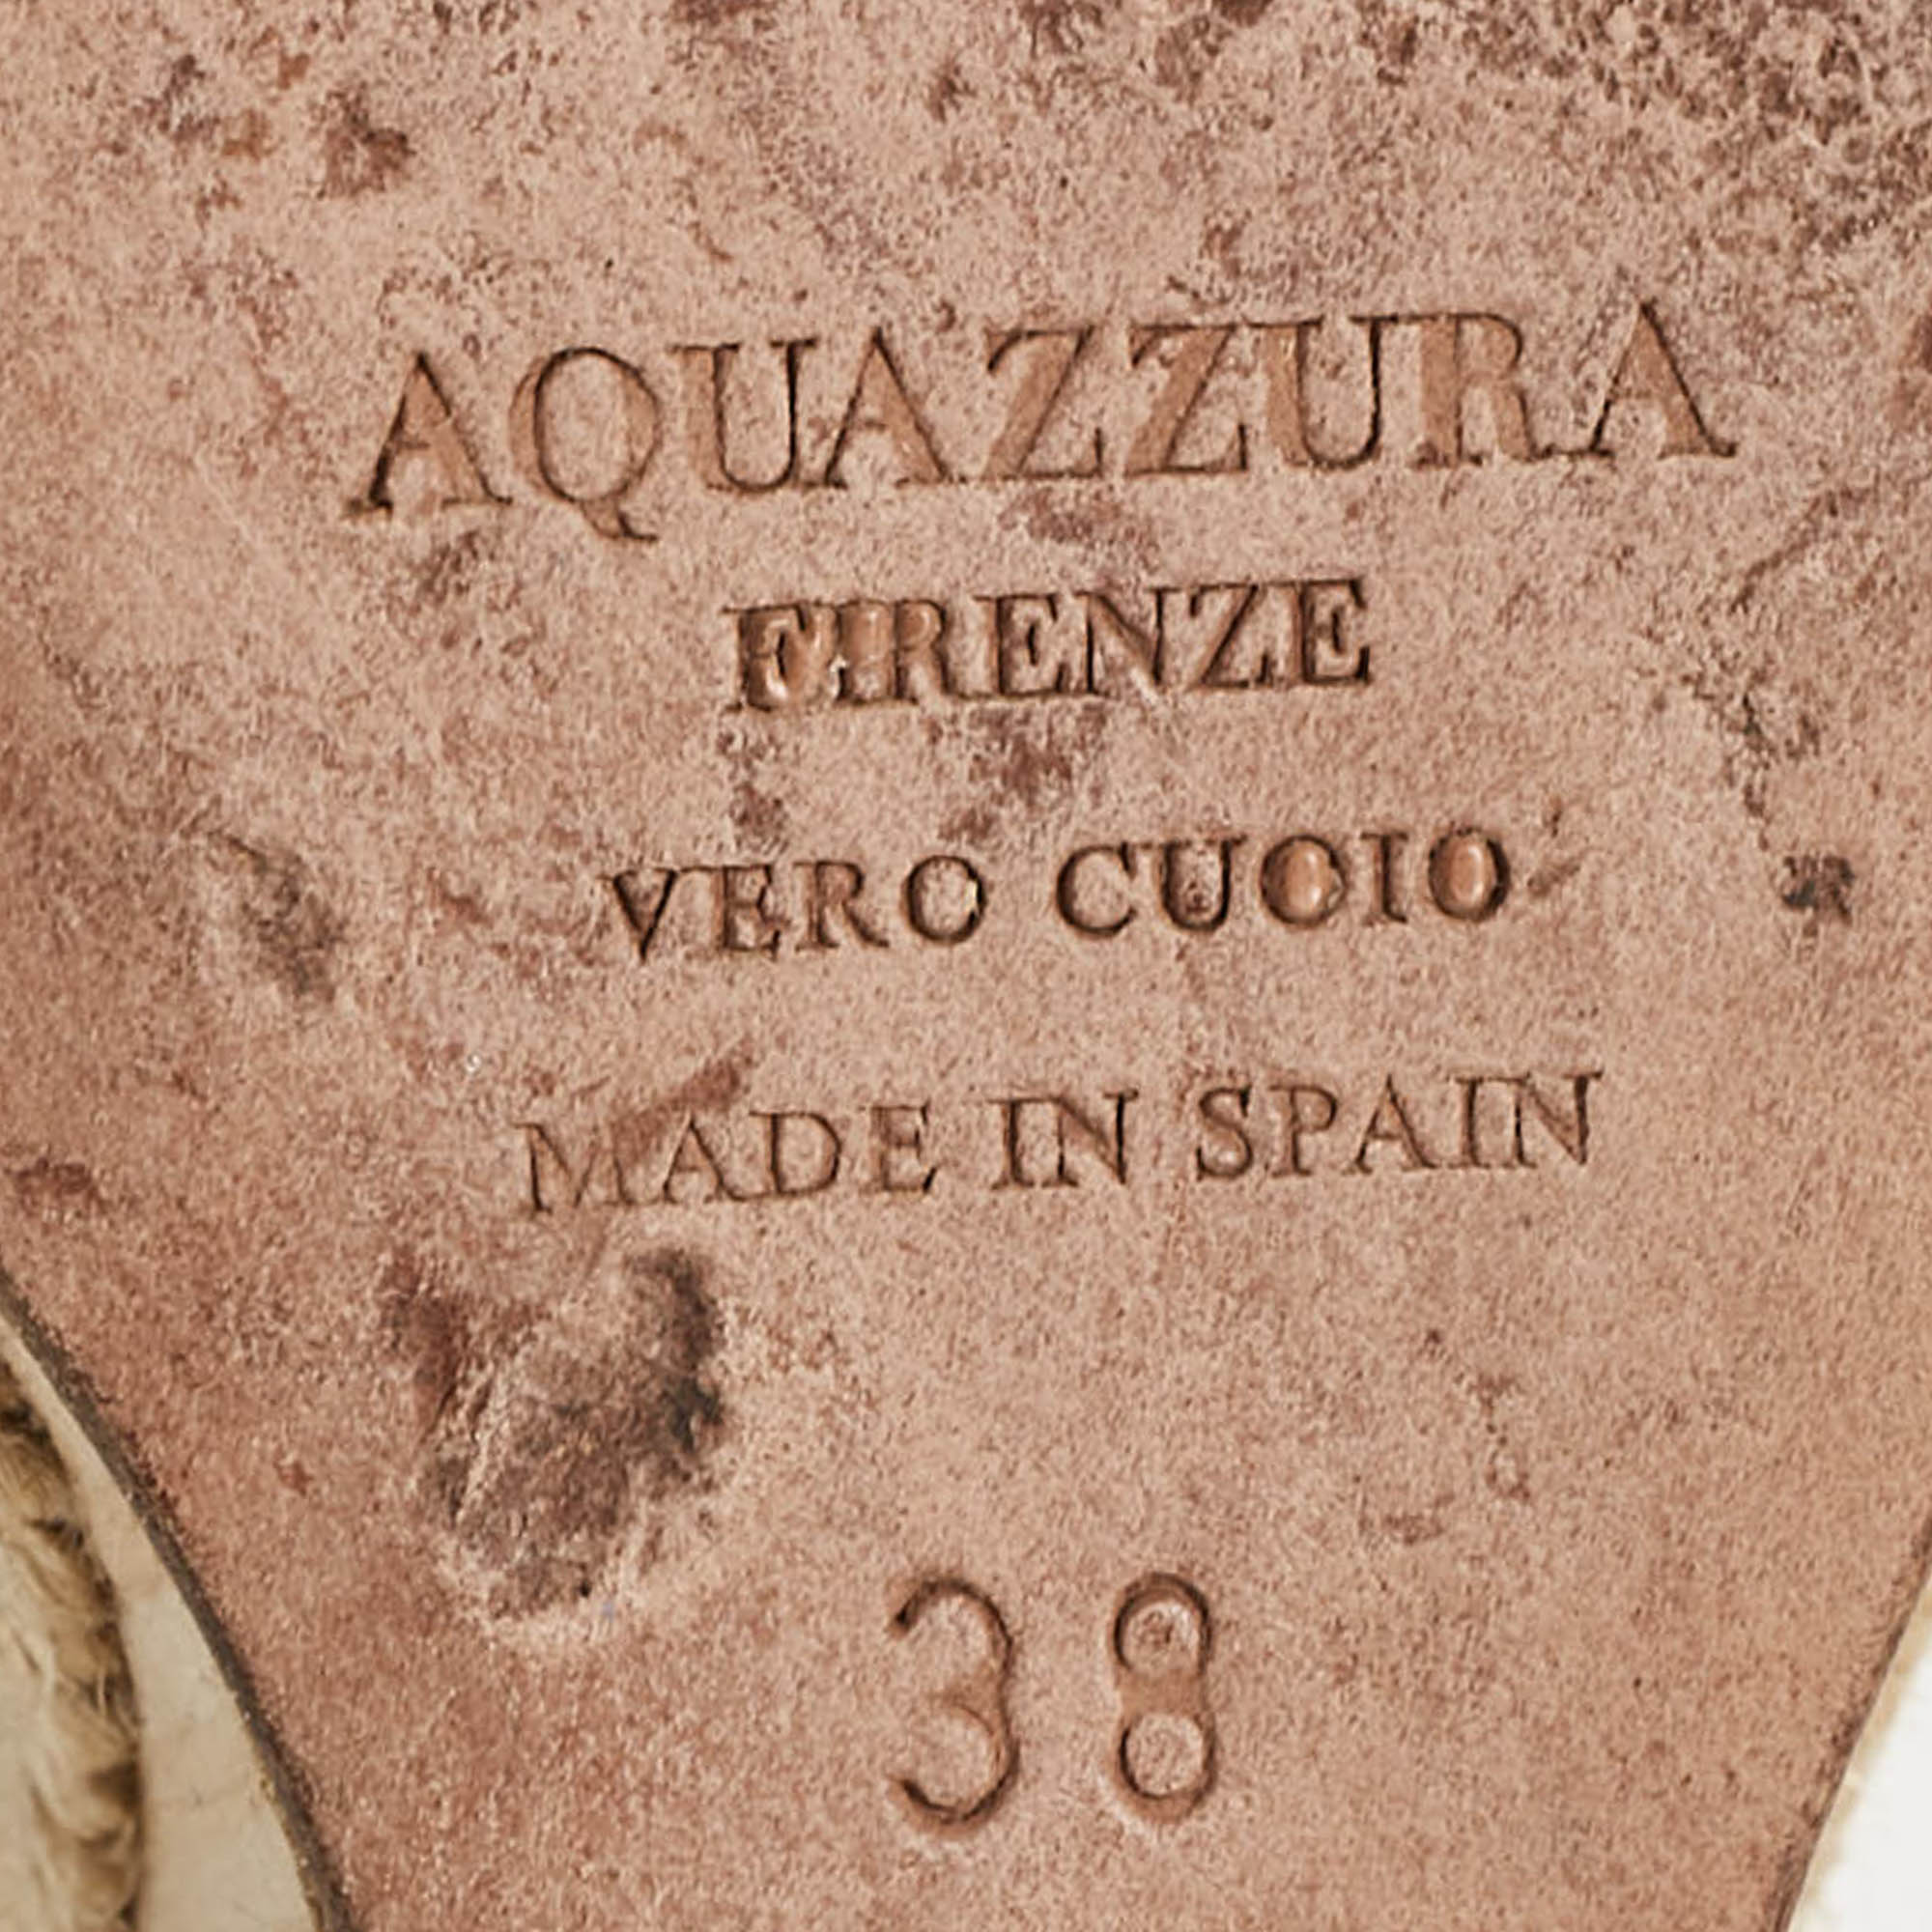 AQUAZZURA
FIRENZE
VERO CUOIO
MADE IN SPAIN
38